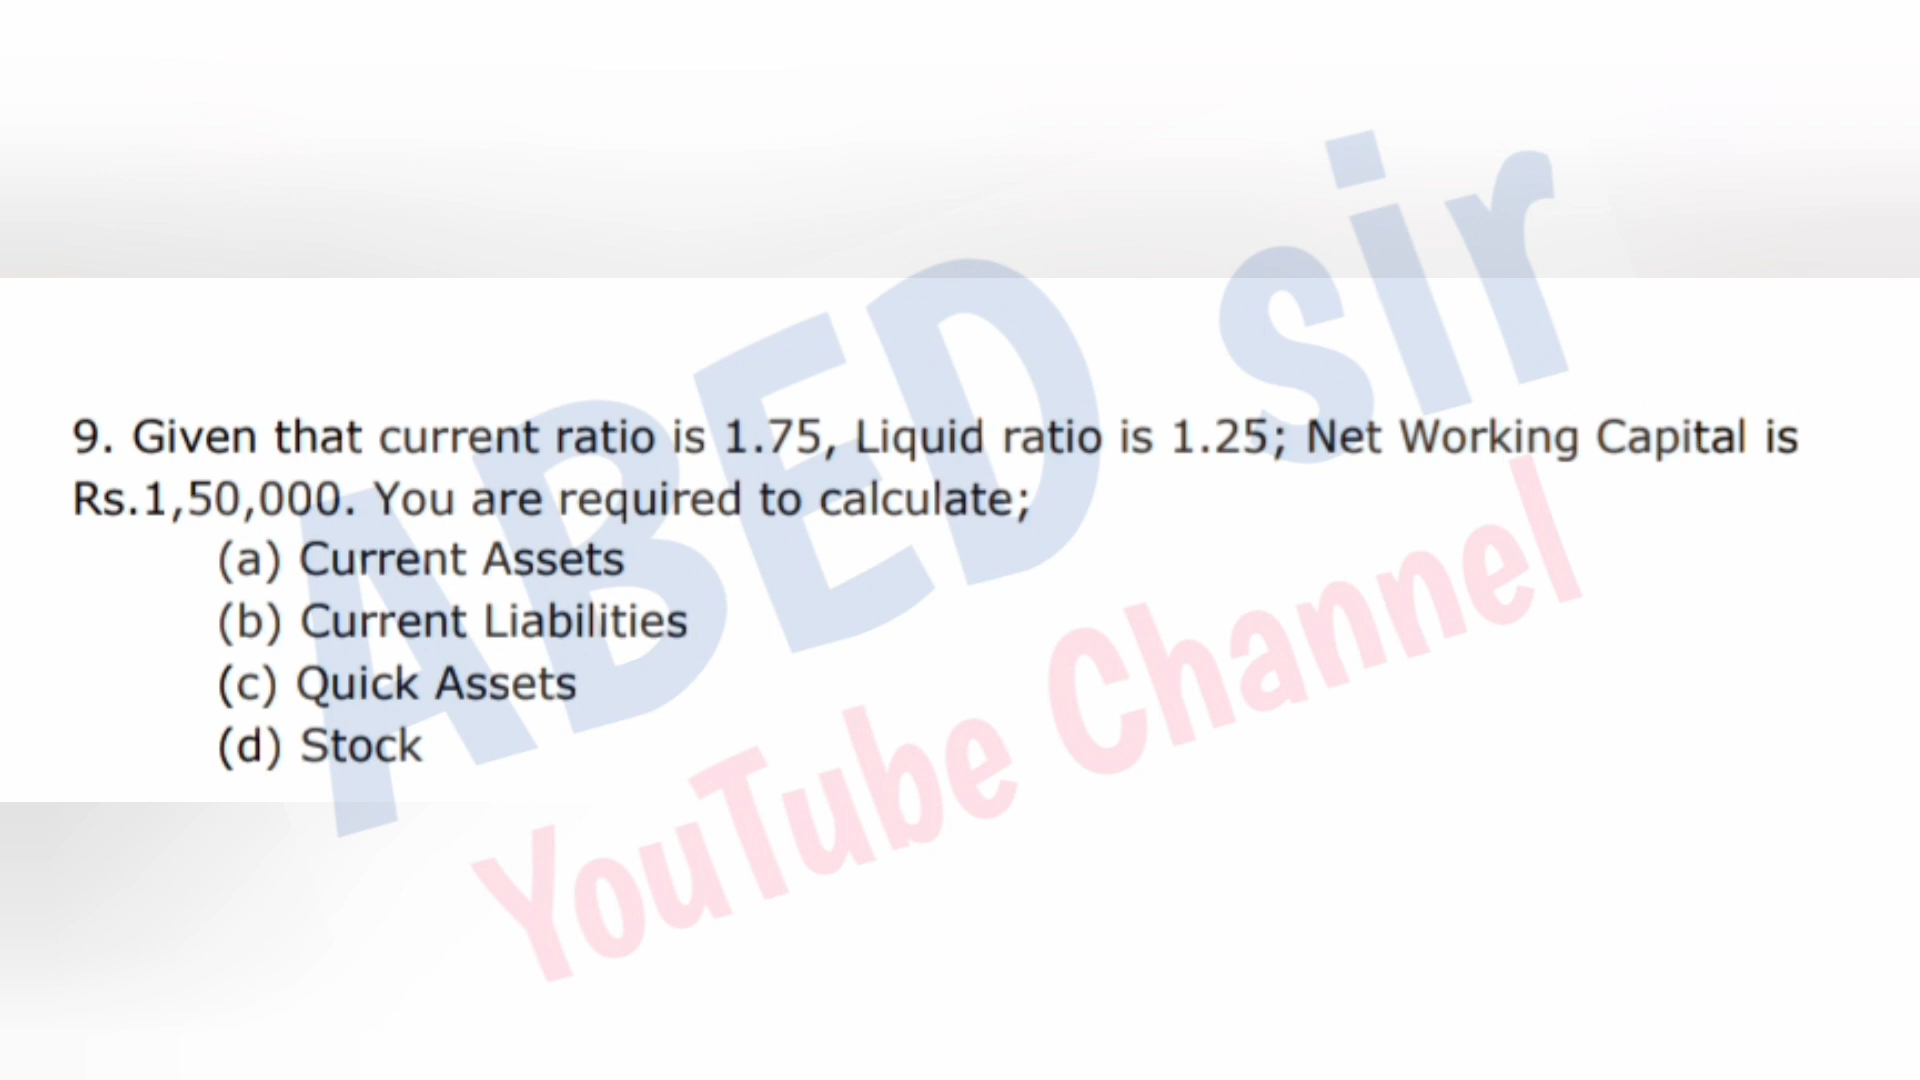 ABED sir
YouTube Channel
9. Given that current ratio is 1.75, Liquid ratio is 1.25; Net Working Capital is
Rs.1,50,000. You are required to calculate;
(a) Current Assets
(b) Current Liabilities
(c) Quick Assets
(d) Stock